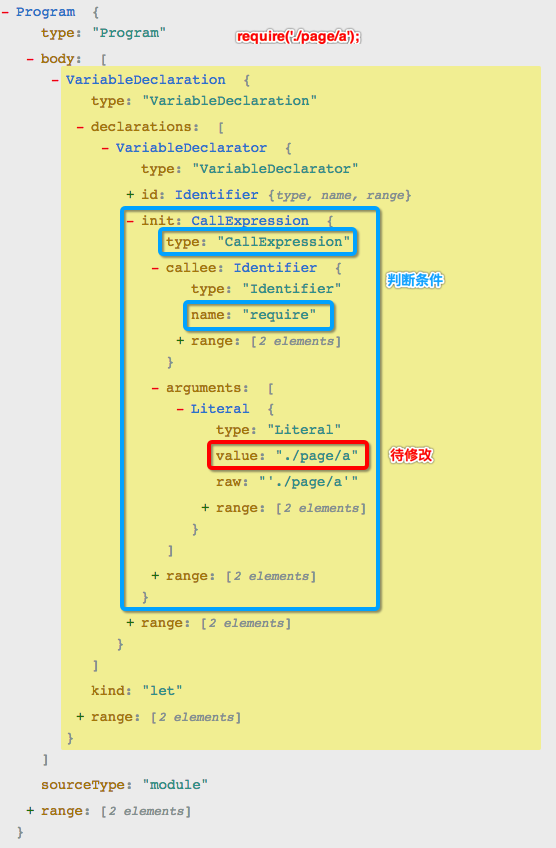 - Program {
type: "Program"
require('./page/a');
- body: [
- VariableDeclaration {
type: "VariableDeclaration"
- declarations: [
- VariableDeclarator {
type: "VariableDeclarator"
+ id: Identifier {type, name, range}
- init: CallExpression {
type: "CallExpression"
- callee: Identifier {
判断条件
type: "Identifier"
name: "require"
+ range: [2 elements]
}
- arguments: [
- Literal {
type: "Literal"
value: "./page/a"
待修改
raw: "'./page/a'"
+ range: [2 elements]
}
]
+ range: [2 elements]
}
+ range: [2 elements]
}
]
kind: "let"
+ range: [2 elements]
}
]
sourceType: "module"
+ range: [2 elements]
}